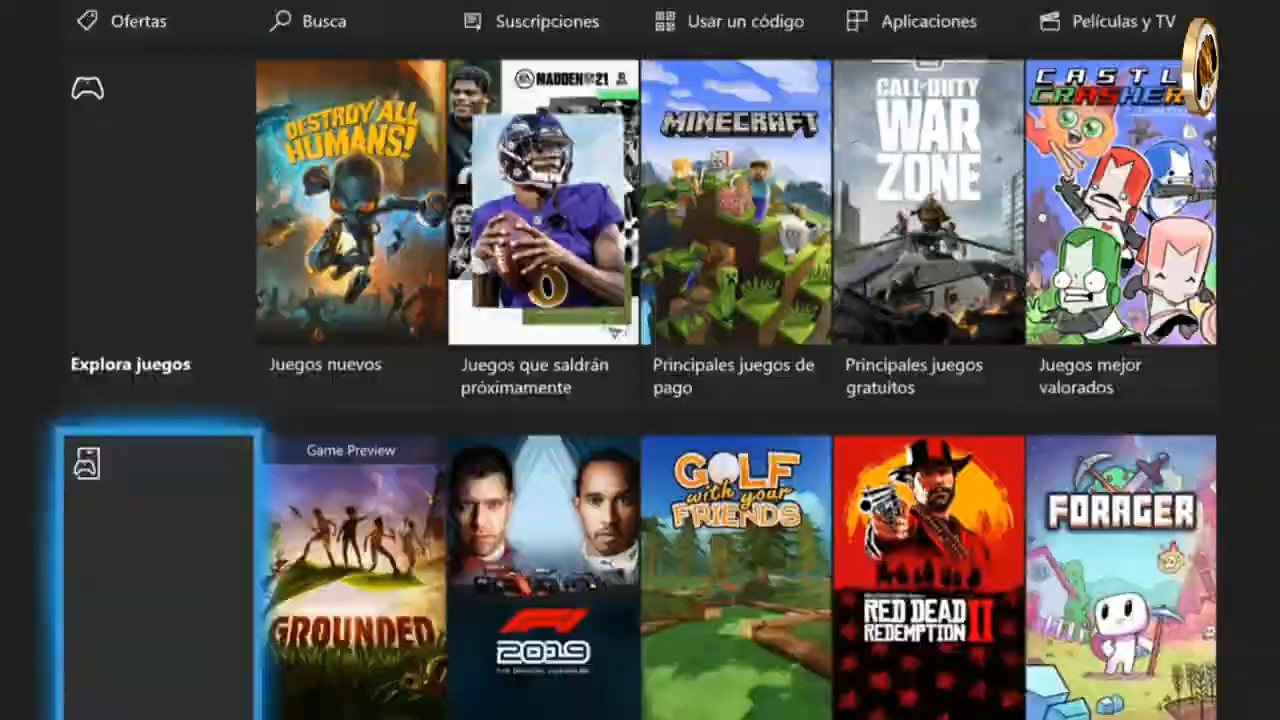 Ofertas
Busca
Suscripciones
Usar un código
Aplicaciones
Películas y TV
DESTROY ALL
HUMANS!
MADDEN 21
MINECRAFT
CALL OF DUTY
WAR
ZONE
CASTL
CRASHER
Explora juegos
Juegos nuevos
Juegos que saldrán
próximamente
Principales juegos de
pago
Principales juegos
gratuitos
Juegos mejor
valorados
Game Preview
GROUNDED
F1
2019
GOLF
with your
FRIENDS
RED DEAD
REDEMPTION II
FORAGER